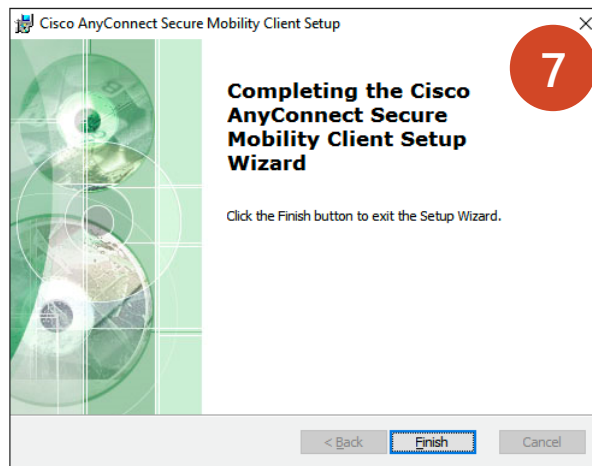 Cisco AnyConnect Secure Mobility Client Setup
7
Completing the Cisco
AnyConnect Secure
Mobility Client Setup
Wizard
Click the Finish button to exit the Setup Wizard.
< Back
Finish
Cancel